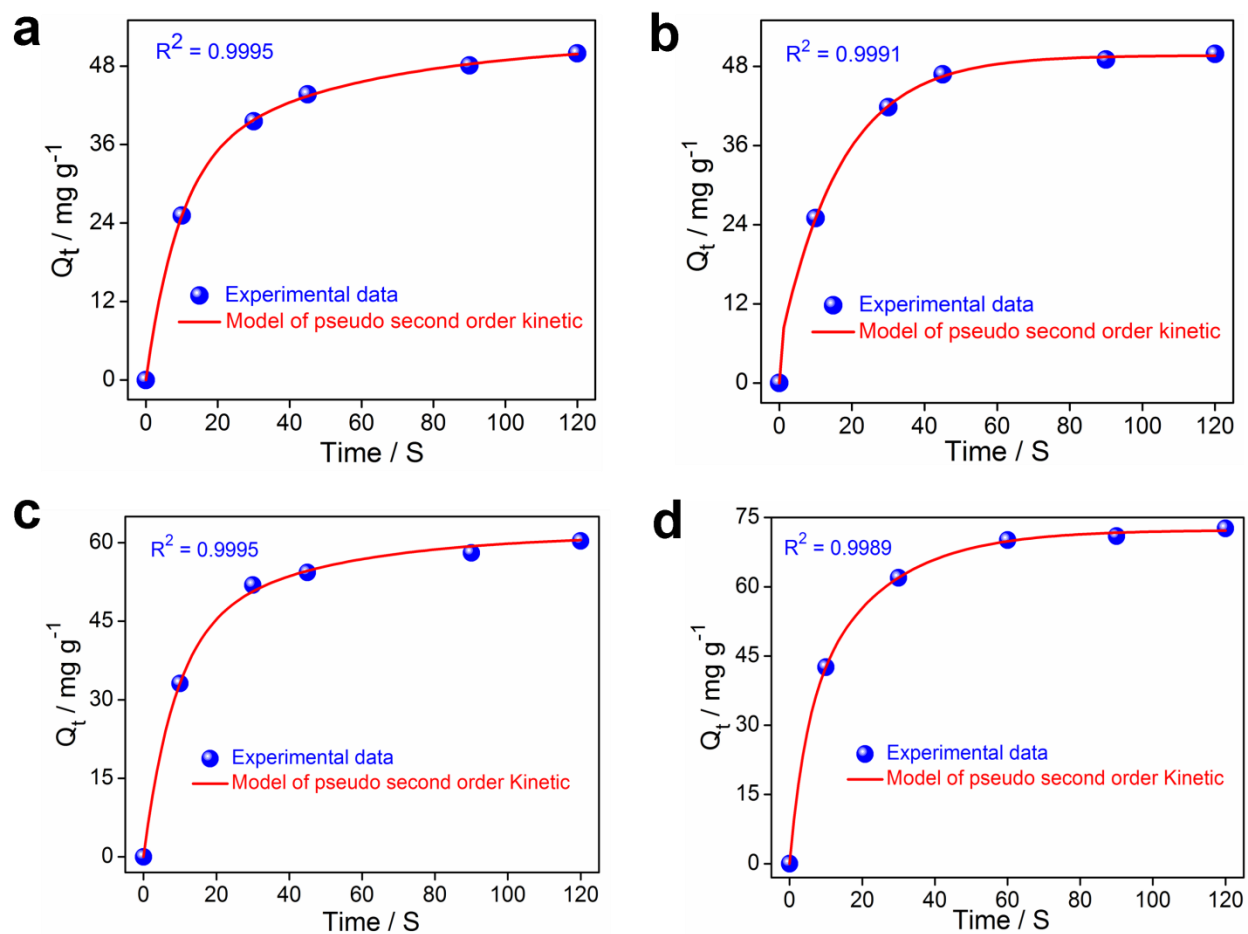 a
R² = 0.9995
48
36
24
12
0
Q_t / mg g⁻¹
Experimental data
Model of pseudo second order kinetic
0 20 40 60 80 100 120
Time / S
b
R² = 0.9991
48
36
24
12
0
Q_t / mg g⁻¹
Experimental data
Model of pseudo second order kinetic
0 20 40 60 80 100 120
Time / S
c
R² = 0.9995
60
45
30
15
0
Q_t / mg g⁻¹
Experimental data
Model of pseudo second order Kinetic
0 20 40 60 80 100 120
Time / S
d
75
R² = 0.9989
60
45
30
15
0
Q_t / mg g⁻¹
Experimental data
Model of pseudo second order Kinetic
0 20 40 60 80 100 120
Time / S